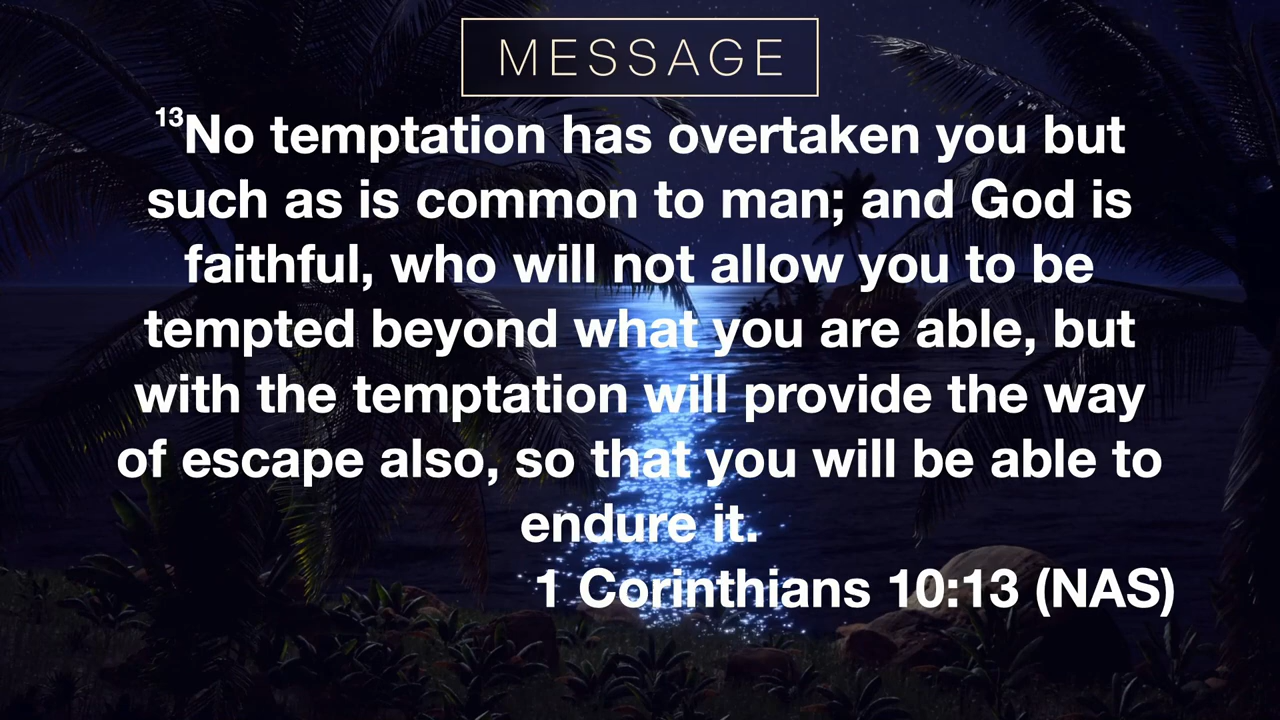 MESSAGE
13No temptation has overtaken you but
such as is common to man; and God is
faithful, who will not allow you to be
tempted beyond what you are able, but
with the temptation will provide the way
of escape also, so that you will be able to
endure it.
1 Corinthians 10:13 (NAS)